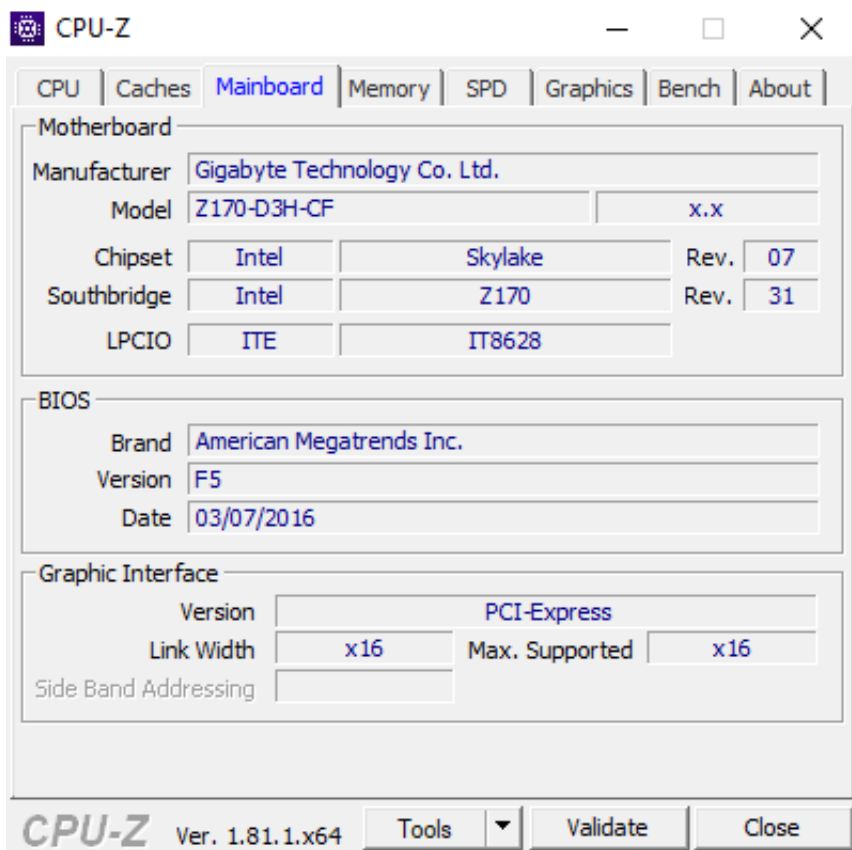 CPU-Z
CPU Caches Mainboard Memory SPD Graphics Bench About
Motherboard
Manufacturer Gigabyte Technology Co. Ltd.
Model Z170-D3H-CF x.x
Chipset Intel Skylake Rev. 07
Southbridge Intel Z170 Rev. 31
LPCIO ITE IT8628
BIOS
Brand American Megatrends Inc.
Version F5
Date 03/07/2016
Graphic Interface
Version PCI-Express
Link Width x16 Max. Supported x16
Side Band Addressing
CPU-Z Ver. 1.81.1.x64 Tools Validate Close